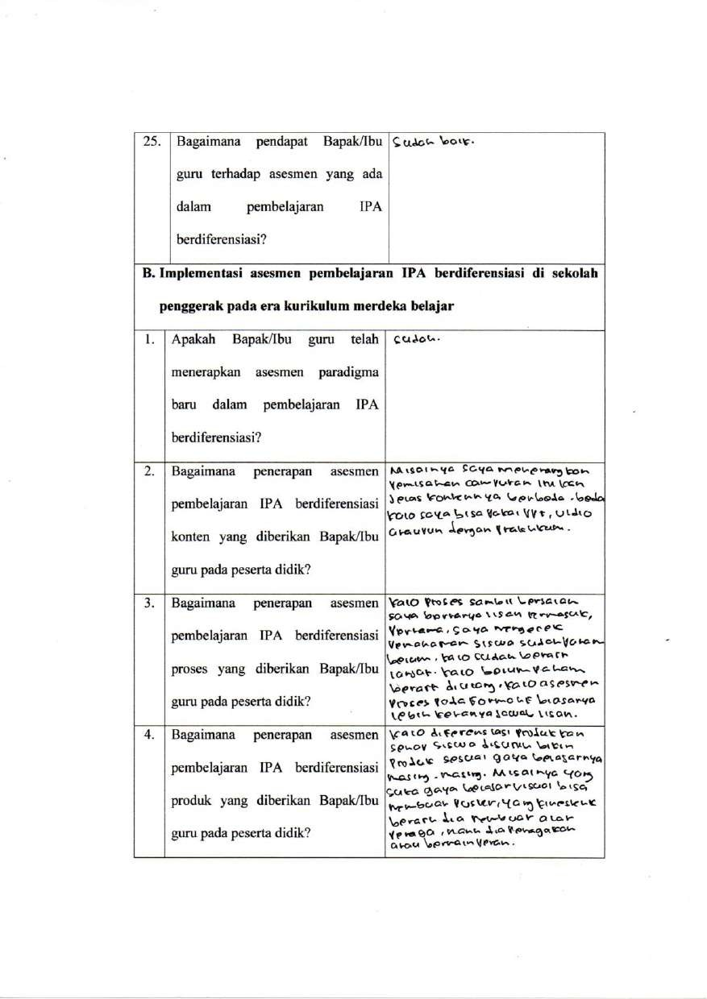 25. Bagaimana pendapat Bapak/Ibu
guru terhadap asesmen yang ada
dalam pembelajaran IPA
berdiferensiasi?
Sudah baik.
B. Implementasi asesmen pembelajaran IPA berdiferensiasi di sekolah
penggerak pada era kurikulum merdeka belajar
1. Apakah Bapak/Ibu guru telah
menerapkan asesmen paradigma
baru dalam pembelajaran IPA
berdiferensiasi?
Sudah.
2. Bagaimana penerapan asesmen
pembelajaran IPA berdiferensiasi
konten yang diberikan Bapak/Ibu
guru pada peserta didik?
Misalnya saya menerangkan
pemisahan campuran itu kan
jelas kontennya berbeda-beda
kalo saya bisa pakai PPt, vidio
ataupun dengan praktikum.
3. Bagaimana penerapan asesmen
pembelajaran IPA berdiferensiasi
proses yang diberikan Bapak/Ibu
guru pada peserta didik?
Kalo proses sambil berjalan
saya bertanya lisan termasuk,
pertama, saya mengecek
pemahaman siswa sudah paham
belum, kalo sudah berarti
lanjut. Kalo belum paham
berarti diulang, kalo asesmen
proses pada formatif biasanya
lebih kebanya soal lisan.
4. Bagaimana penerapan asesmen
pembelajaran IPA berdiferensiasi
produk yang diberikan Bapak/Ibu
guru pada peserta didik?
Kalo diferensiasi produk kan
siswa disuruh bikin
produk sesuai gaya belajarnya
masing-masing. Misalnya yang
suka gaya belajar visual bisa
membuat poster, yang kinestetik
berarti dia membuat alat
peraga, nanti dia peragakan
atau bermain peran.